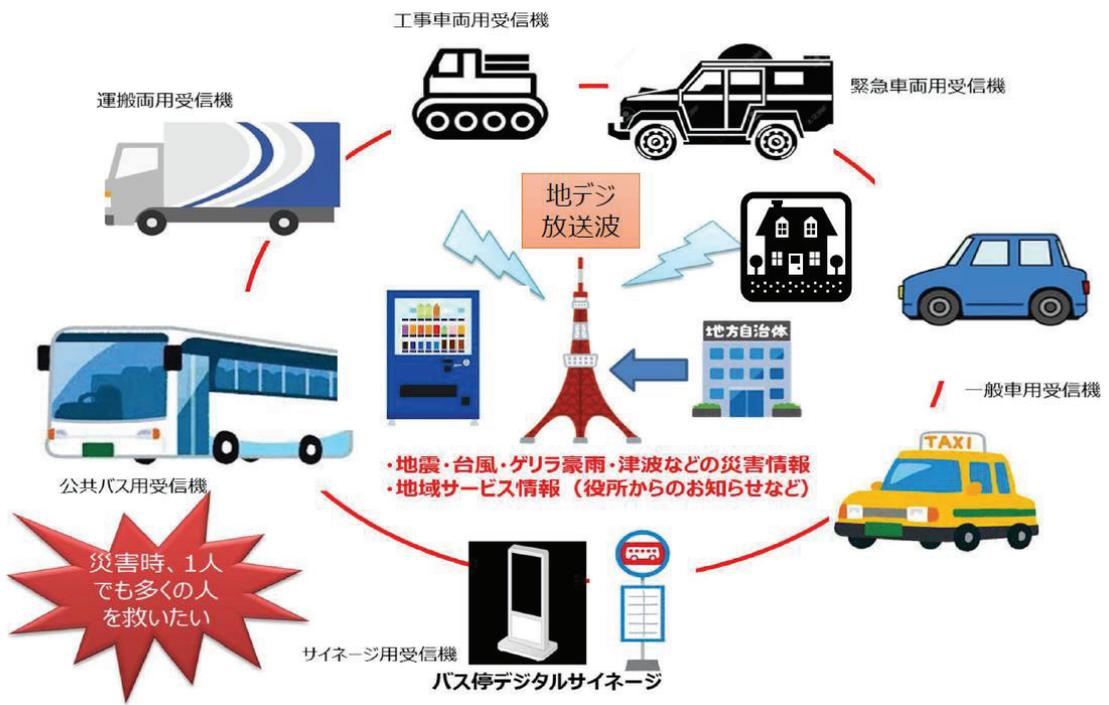 工事車両用受信機
緊急車両用受信機
運搬両用受信機
地デジ
放送波
地方自治体
一般車用受信機
TAXI
・地震・台風・ゲリラ豪雨・津波などの災害情報
・地域サービス情報（役所からのお知らせなど）
公共バス用受信機
災害時、1人
でも多くの人
を救いたい
サイネージ用受信機
バス停デジタルサイネージ